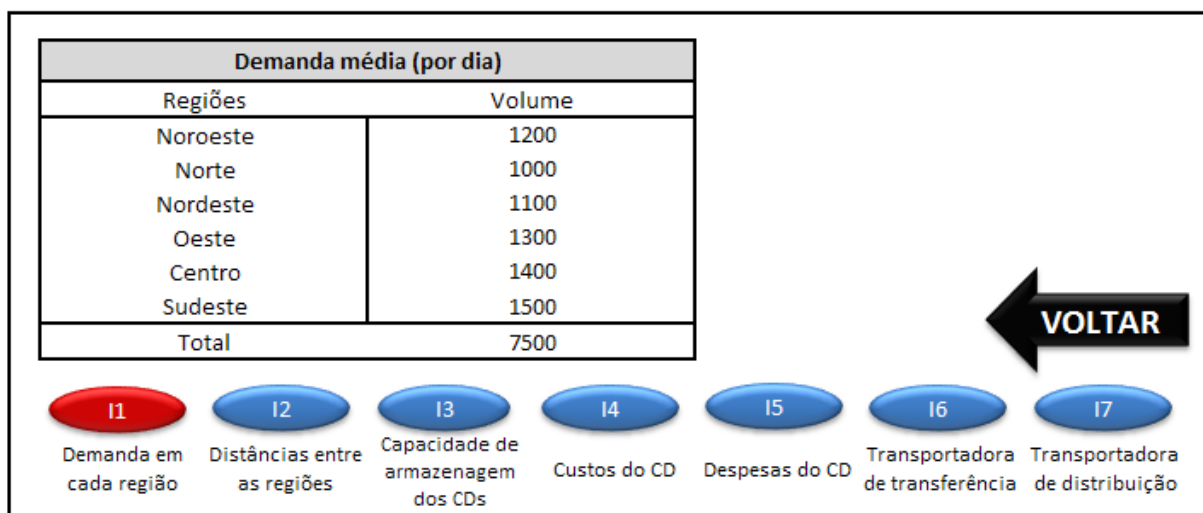 Demanda média (por dia)
Regiões Volume
Noroeste 1200
Norte 1000
Nordeste 1100
Oeste 1300
Centro 1400
Sudeste 1500
Total 7500
VOLTAR
I1 I2 I3 I4 I5 I6 I7
Demanda em
cada região
Distâncias entre
as regiões
Capacidade de
armazenagem
dos CDs
Custos do CD
Despesas do CD
Transportadora
de transferência
Transportadora
de distribuição